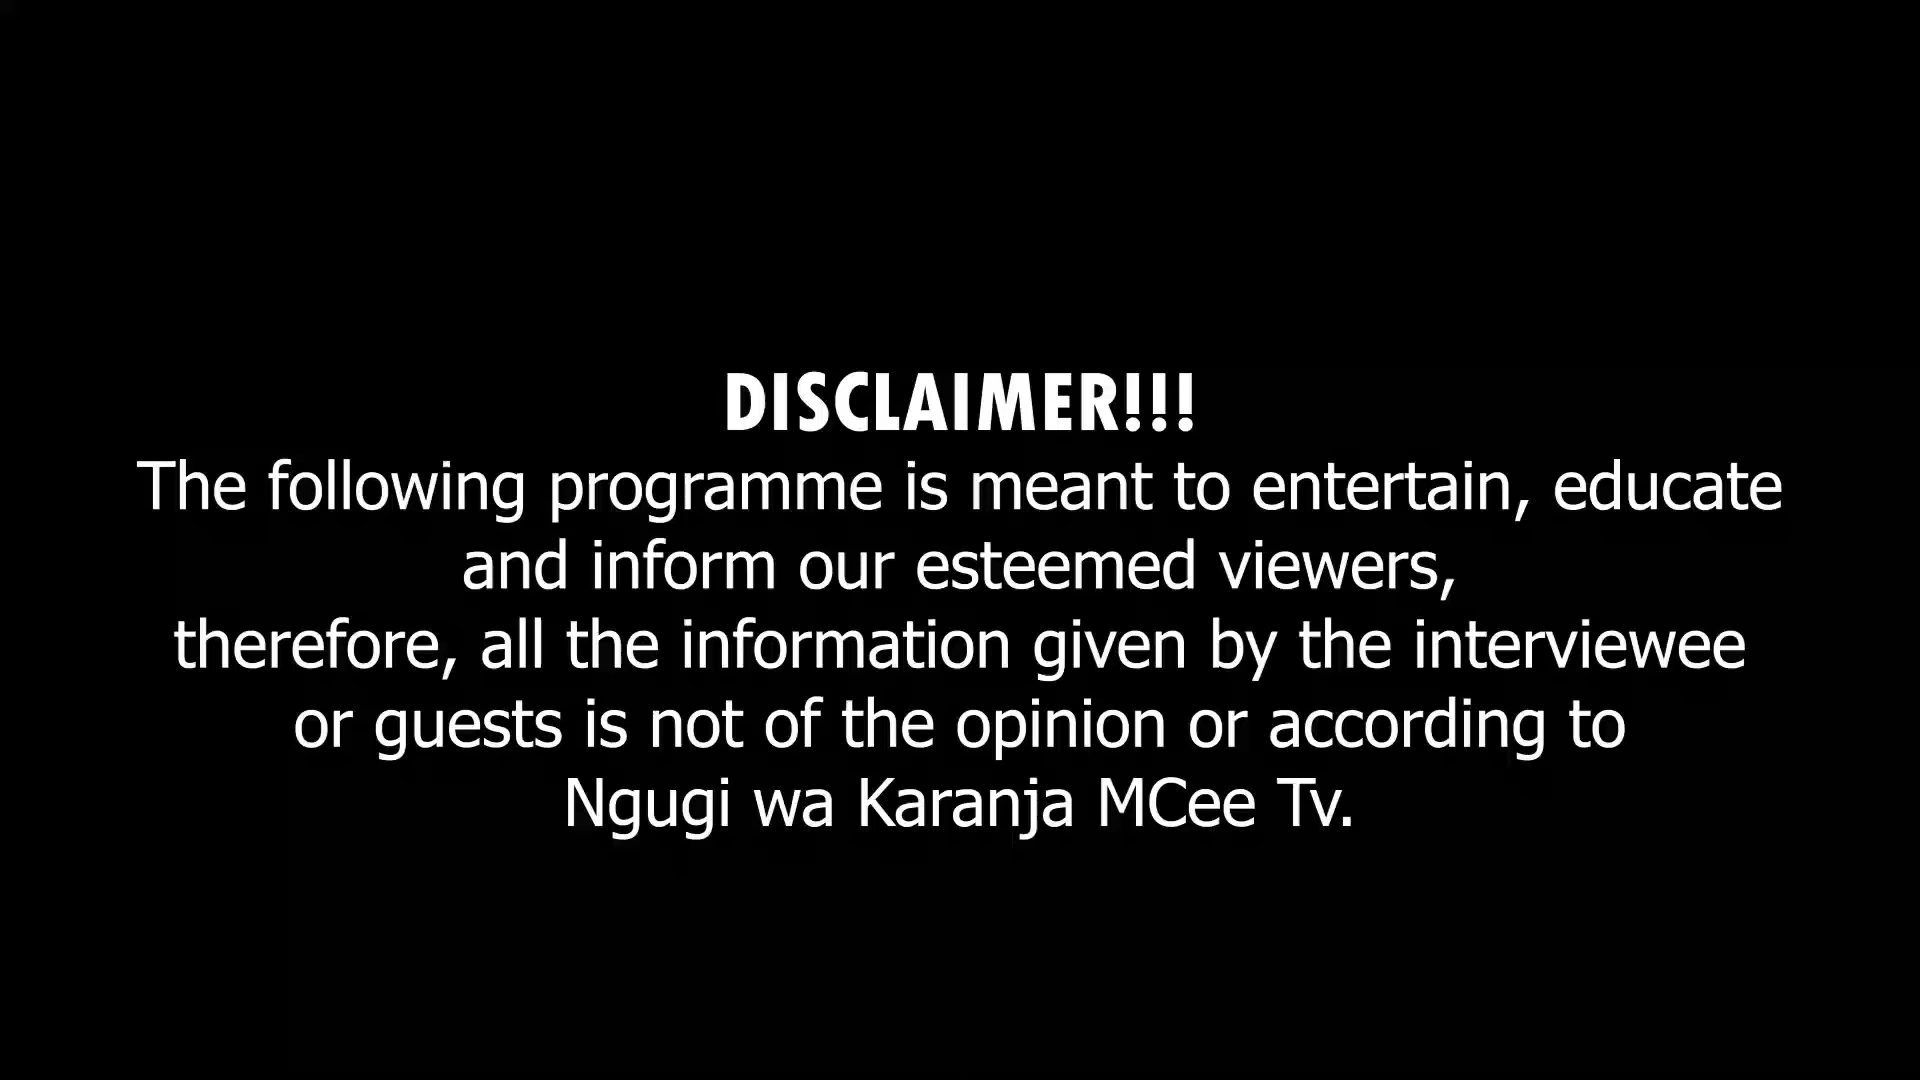 DISCLAIMER!!!
The following programme is meant to entertain, educate
and inform our esteemed viewers,
therefore, all the information given by the interviewee
or guests is not of the opinion or according to
Ngugi wa Karanja MCee Tv.